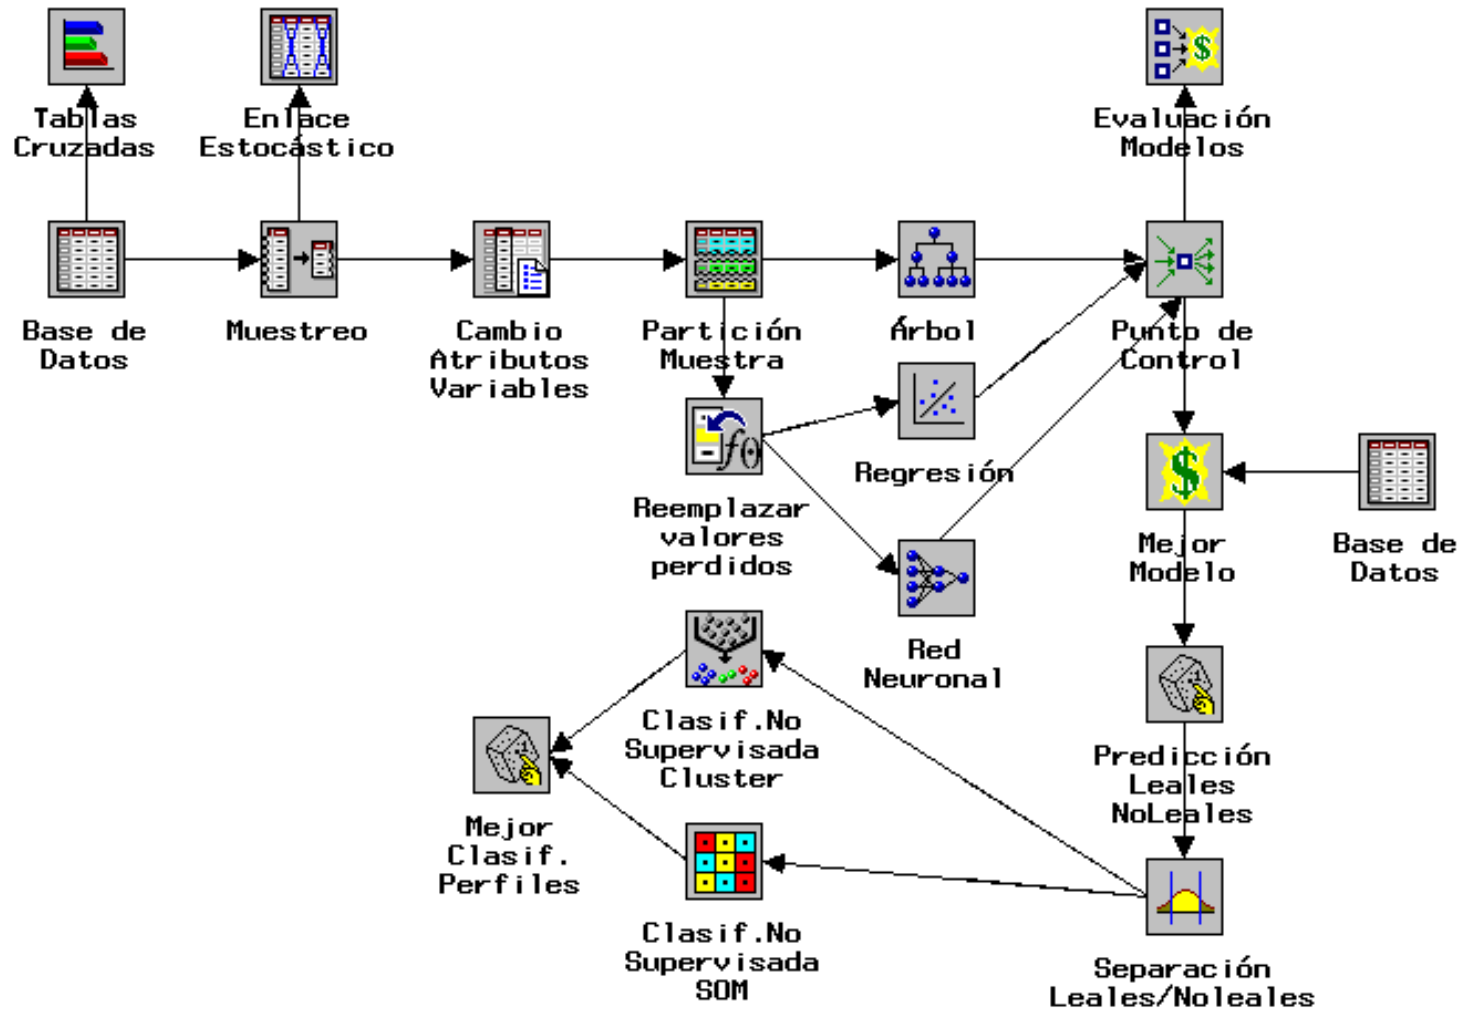 Tablas
Cruzadas
Enlace
Estocástico
Evaluación
Modelos
Base de
Datos
Muestreo
Cambio
Atributos
Variables
Partición
Muestra
Árbol
Punto de
Control
Regresión
Reemplazar
valores
perdidos
Mejor
Modelo
Base de
Datos
Red
Neuronal
Clasif.No
Supervisada
Cluster
Predicción
Leales
NoLeales
Mejor
Clasif.
Perfiles
Clasif.No
Supervisada
SOM
Separación
Leales/Noleales